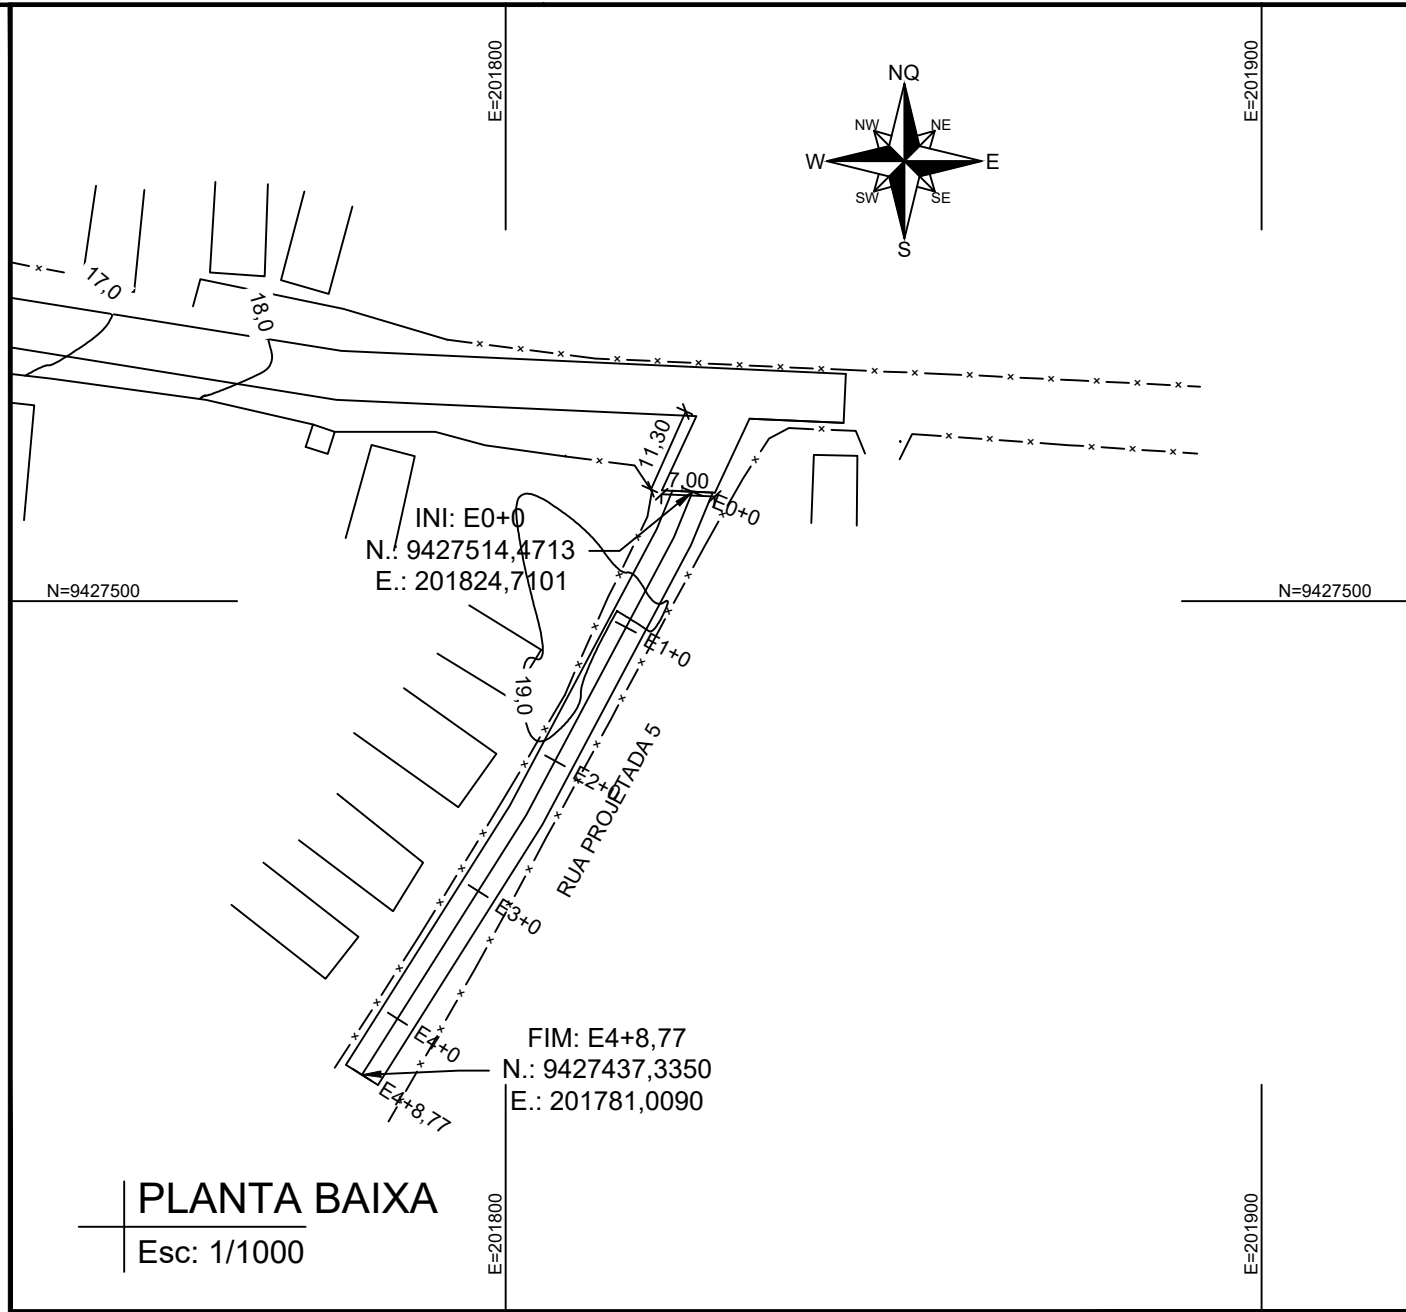 E=201800
E=201900
NQ
NW
NE
W
E
SW
SE
S
17,0
18,0
11,30
7,00
E0+0
INI: E0+0
N.: 9427514,4713
E.: 201824,7101
N=9427500
N=9427500
E1+0
19,0
E2+0
RUA PROJETADA 5
E3+0
E4+0
FIM: E4+8,77
N.: 9427437,3350
E.: 201781,0090
E4+8,77
PLANTA BAIXA
Esc: 1/1000
E=201800
E=201900